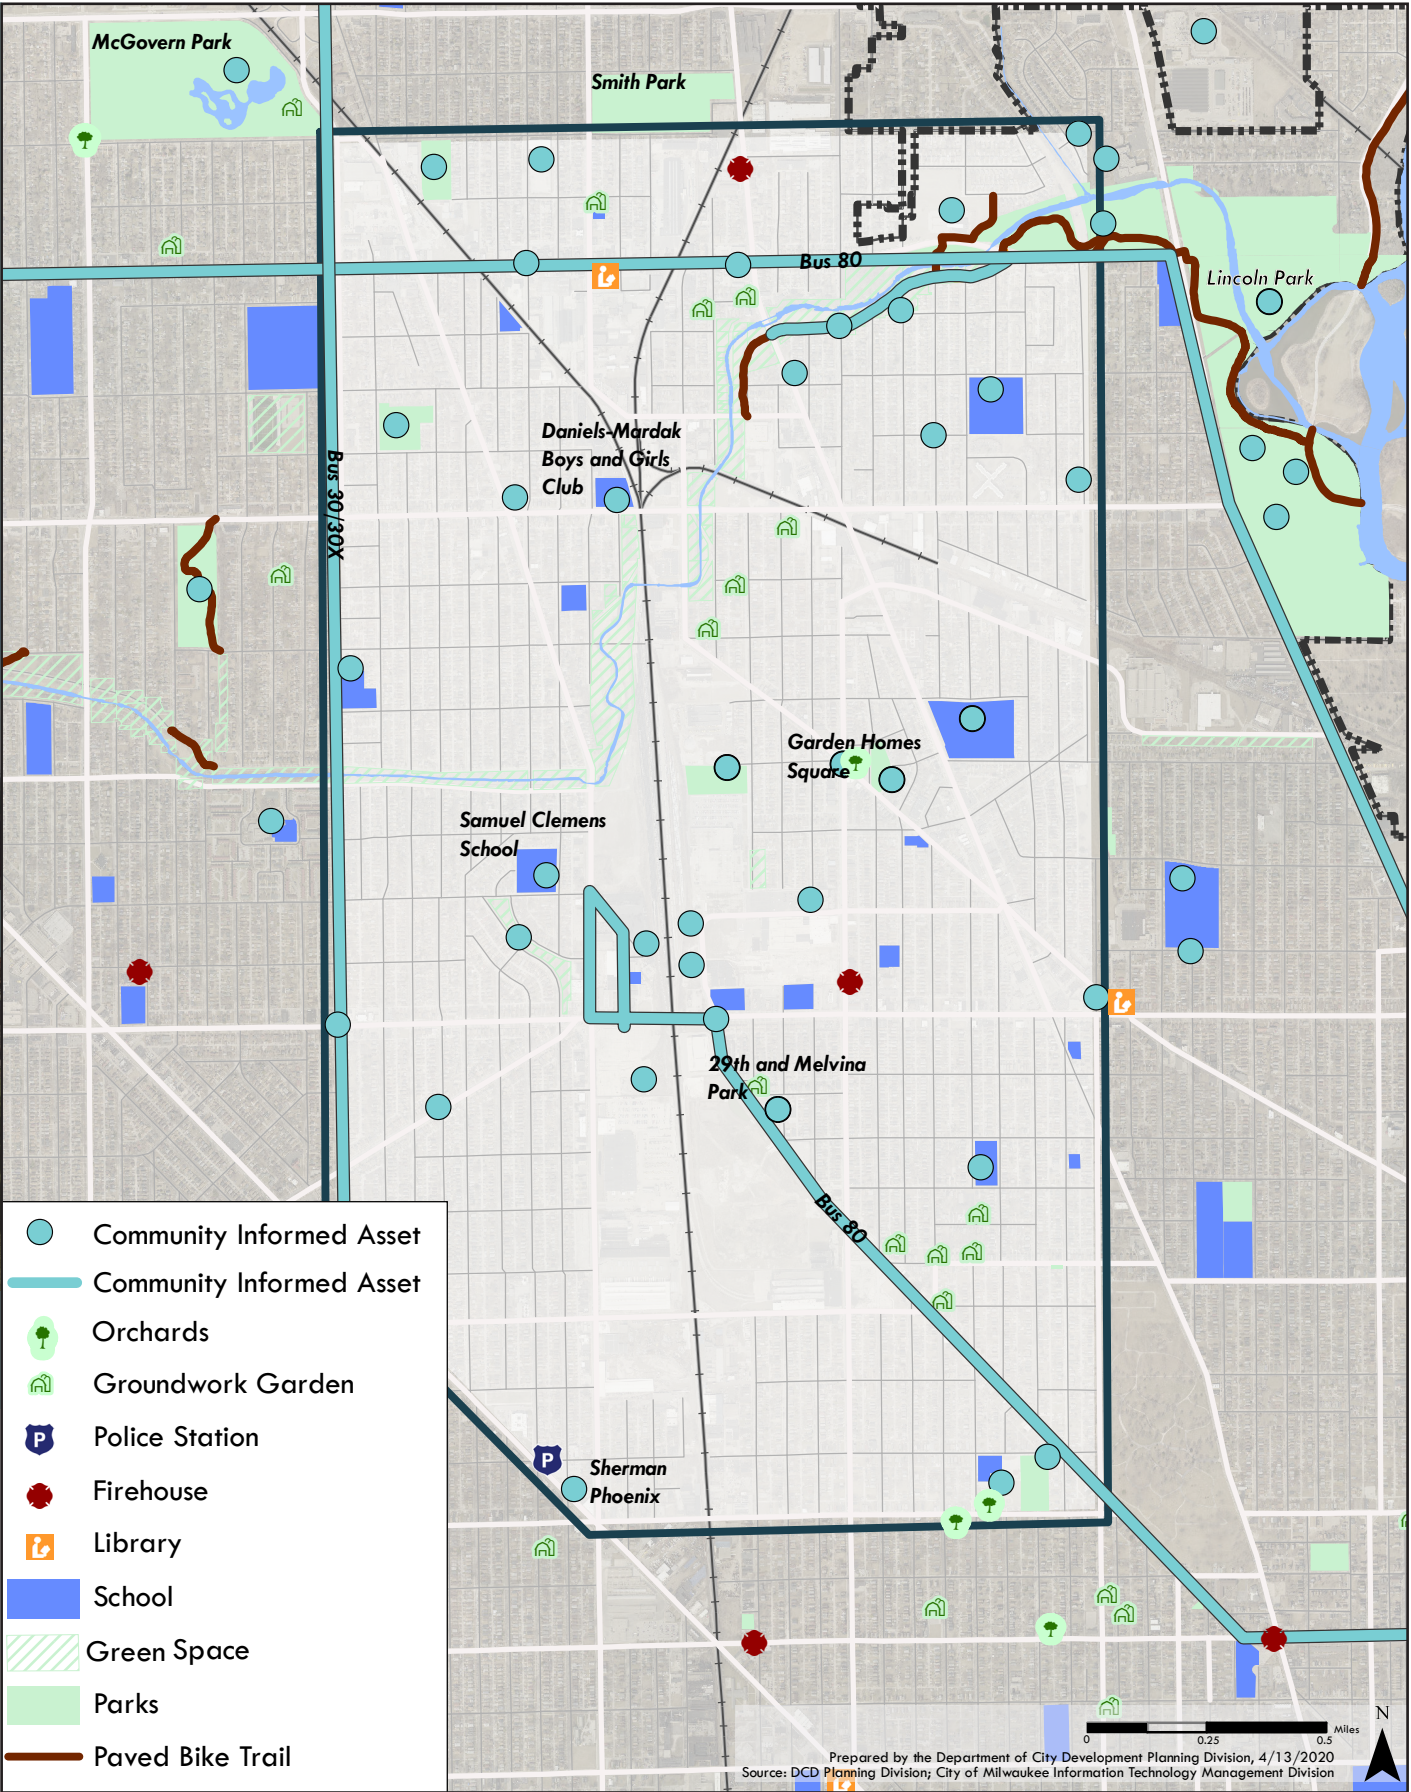 McGovern Park
Smith Park
Bus 80
Lincoln Park
Daniels-Mardak
Boys and Girls
Club
Bus 30/30X
Garden Homes
Square
Samuel Clemens
School
29th and Melvina
Park
Bus 80
Sherman
Phoenix
Community Informed Asset
Community Informed Asset
Orchards
Groundwork Garden
P
Police Station
Firehouse
Library
School
Green Space
Parks
Paved Bike Trail
P
N
Miles
0 0.25 0.5
Prepared by the Department of City Development Planning Division, 4/13/2020
Source: DCD Planning Division; City of Milwaukee Information Technology Management Division